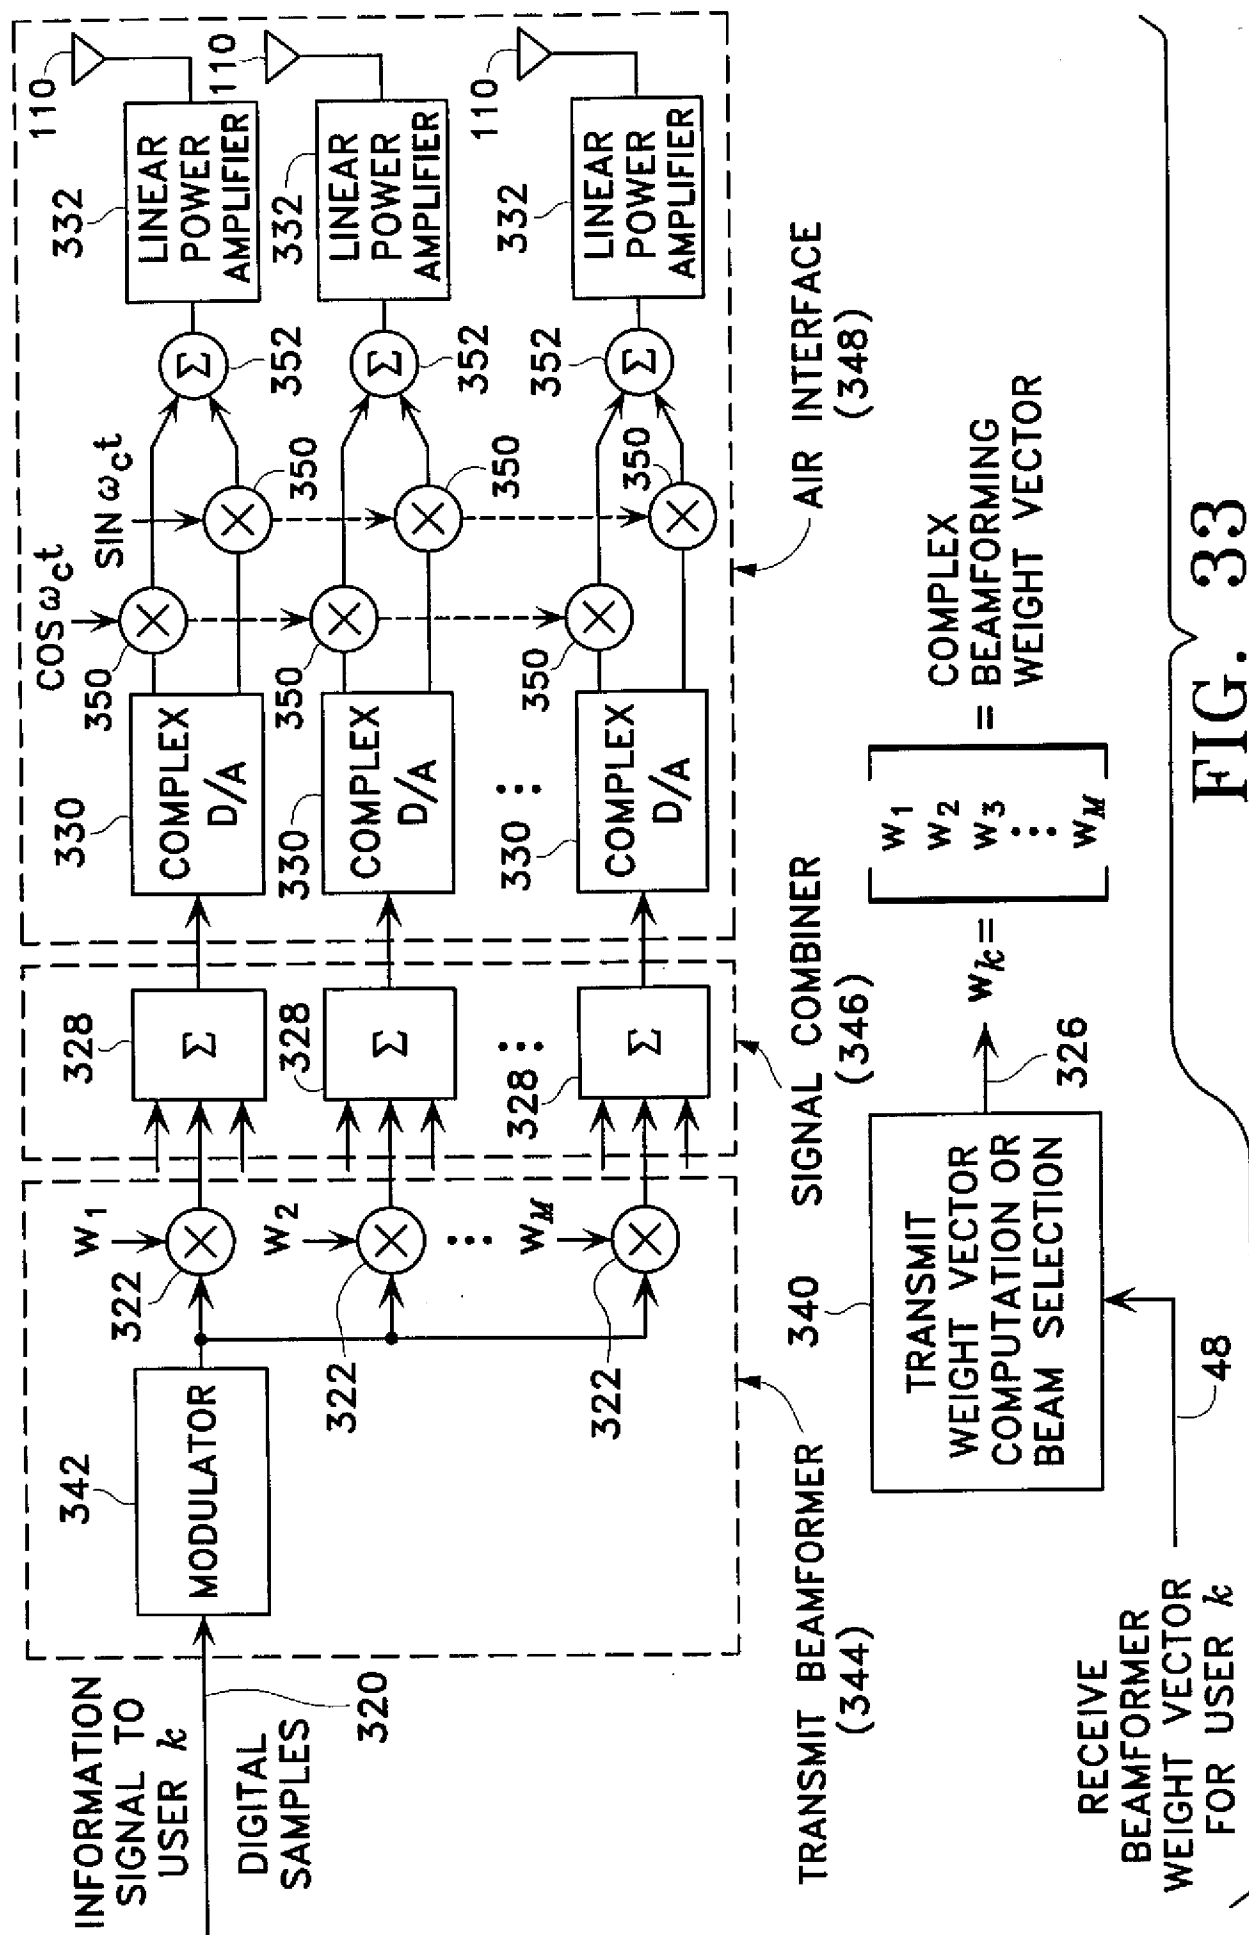 INFORMATION
SIGNAL TO
USER k
DIGITAL
SAMPLES
320
342
MODULATOR
W1
322
W2
322
WM
322
328
Σ
328
Σ
328
Σ
330
COMPLEX
D/A
330
COMPLEX
D/A
330
COMPLEX
D/A
COS ωct
SIN ωct
350
350
350
350
350
350
Σ
352
Σ
352
Σ
352
332
LINEAR
POWER
AMPLIFIER
332
LINEAR
POWER
AMPLIFIER
332
LINEAR
POWER
AMPLIFIER
110
110
110
TRANSMIT BEAMFORMER
(344)
SIGNAL COMBINER
(346)
AIR INTERFACE
(348)
RECEIVE
BEAMFORMER
WEIGHT VECTOR
FOR USER k
48
340
TRANSMIT
WEIGHT VECTOR
COMPUTATION OR
BEAM SELECTION
326
Wk =
W1
W2
W3
WM
= COMPLEX
BEAMFORMING
WEIGHT VECTOR
FIG. 33